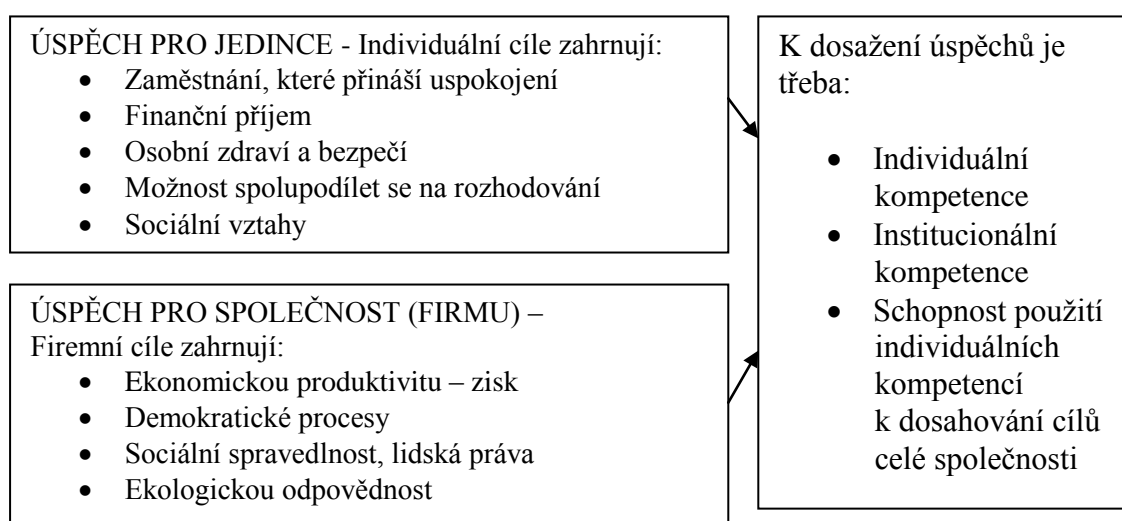 ÚSPĚCH PRO JEDINCE - Individuální cíle zahrnují:
• Zaměstnání, které přináší uspokojení
• Finanční příjem
• Osobní zdraví a bezpečí
• Možnost spolupodílet se na rozhodování
• Sociální vztahy
ÚSPĚCH PRO SPOLEČNOST (FIRMU) –
Firemní cíle zahrnují:
• Ekonomickou produktivitu – zisk
• Demokratické procesy
• Sociální spravedlnost, lidská práva
• Ekologickou odpovědnost
K dosažení úspěchů je
třeba:
• Individuální
kompetence
• Institucionální
kompetence
• Schopnost použití
individuálních
kompetencí
k dosahování cílů
celé společnosti